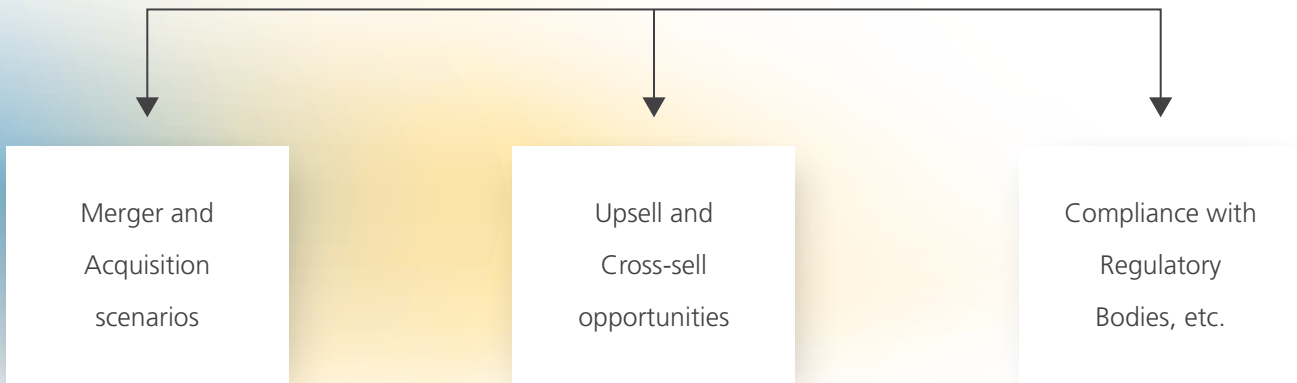 Merger and
Acquisition
scenarios
Upsell and
Cross-sell
opportunities
Compliance with
Regulatory
Bodies, etc.